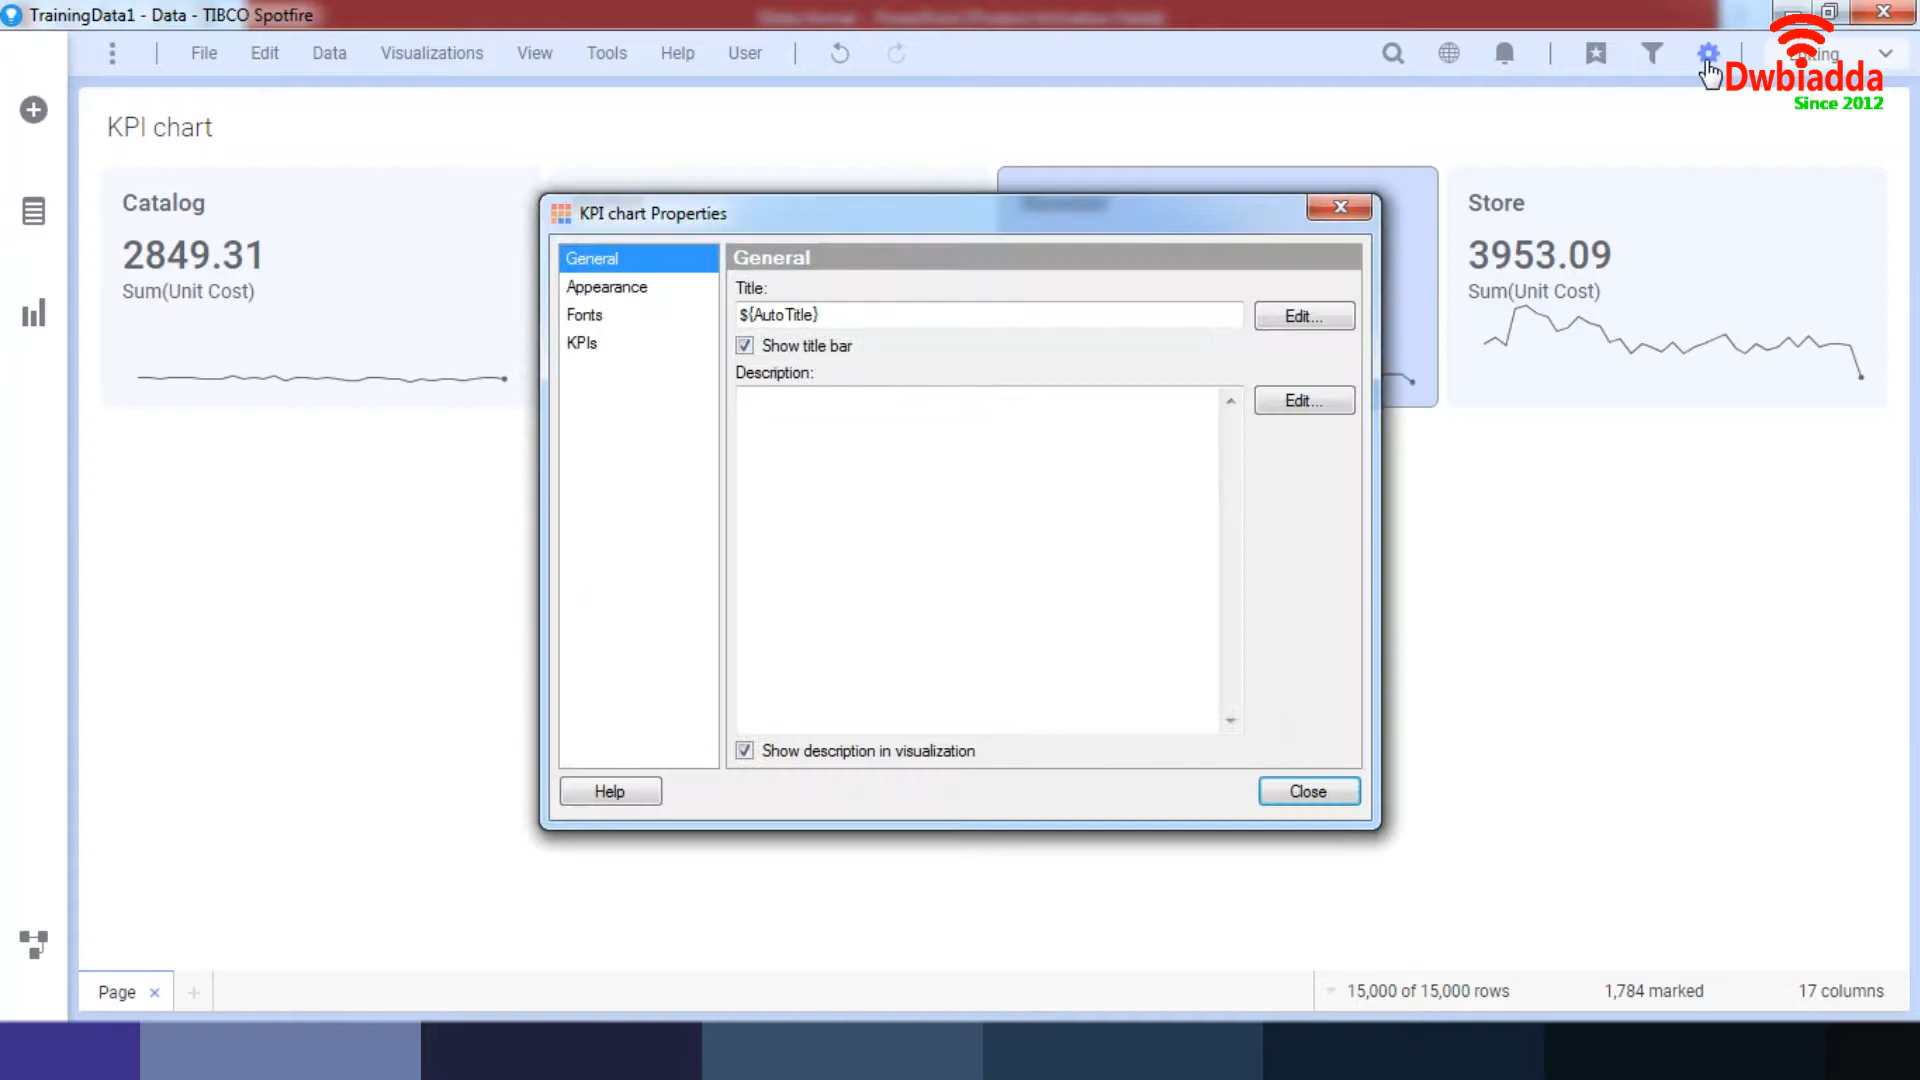 TrainingData1 - Data - TIBCO Spotfire
File Edit Data Visualizations View Tools Help User
Dwbiadda
Since 2012
KPI chart
Catalog
2849.31
Sum(Unit Cost)
Store
3953.09
Sum(Unit Cost)
KPI chart Properties
General
Appearance
Fonts
KPIs
General
Title:
${AutoTitle}
Edit...
Show title bar
Description:
Edit...
Show description in visualization
Help
Close
Page
15,000 of 15,000 rows 1,784 marked 17 columns